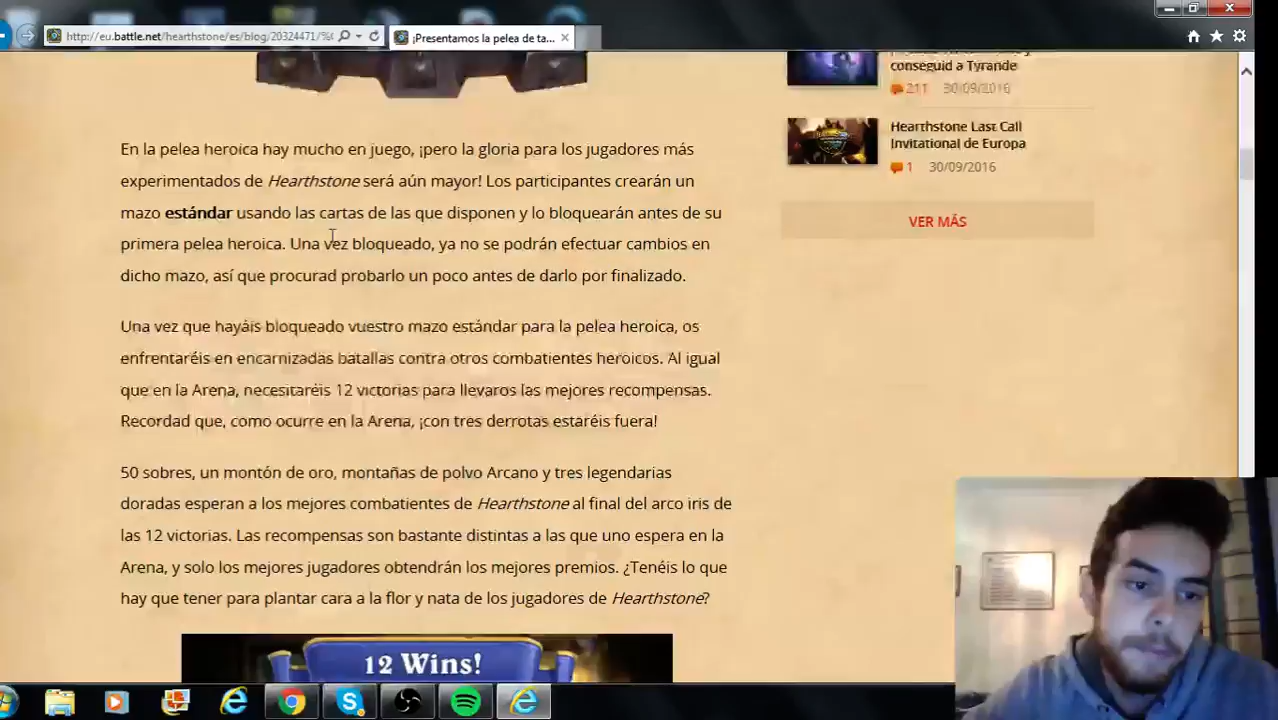 http://eu.battle.net/hearthstone/es/blog/20324471/%
¡Presentamos la pelea de ta...
conseguid a Tyrande
211 30/09/2016
Hearthstone Last Call
Invitational de Europa
1 30/09/2016
VER MÁS
En la pelea heroica hay mucho en juego, ¡pero la gloria para los jugadores más
experimentados de Hearthstone será aún mayor! Los participantes crearán un
mazo estándar usando las cartas de las que disponen y lo bloquearán antes de su
primera pelea heroica. Una vez bloqueado, ya no se podrán efectuar cambios en
dicho mazo, así que procurad probarlo un poco antes de darlo por finalizado.
Una vez que hayáis bloqueado vuestro mazo estándar para la pelea heroica, os
enfrentaréis en encarnizadas batallas contra otros combatientes heroicos. Al igual
que en la Arena, necesitaréis 12 victorias para llevaros las mejores recompensas.
Recordad que, como ocurre en la Arena, ¡con tres derrotas estaréis fuera!
50 sobres, un montón de oro, montañas de polvo Arcano y tres legendarias
doradas esperan a los mejores combatientes de Hearthstone al final del arco iris de
las 12 victorias. Las recompensas son bastante distintas a las que uno espera en la
Arena, y solo los mejores jugadores obtendrán los mejores premios. ¿Tenéis lo que
hay que tener para plantar cara a la flor y nata de los jugadores de Hearthstone?
12 Wins!